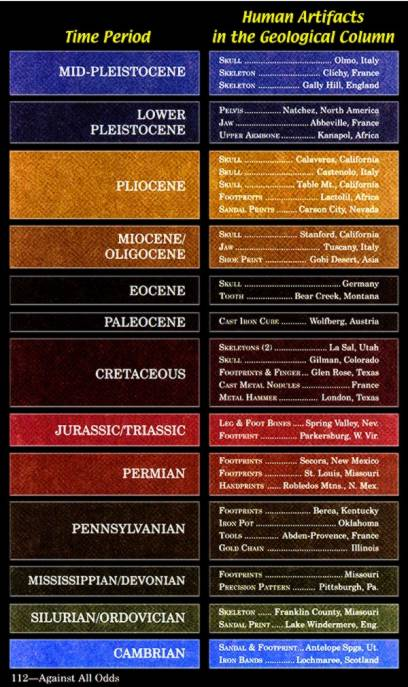 Time Period
Human Artifacts
in the Geological Column
MID-PLEISTOCENE
SKULL .......... Olmo, Italy
SKELETON .......... Clichy, France
SKELETON .......... Gally Hill, England
LOWER
PLEISTOCENE
PELVIS .......... Natchez, North America
JAW .......... Abbeville, France
UPPER ARMBONE .......... Kanapoi, Africa
PLIOCENE
SKULL .......... Calaveras, California
SKULL .......... Castenolo, Italy
SKULL .......... Table Mt., California
FOOTPRINTS .......... Laetolil, Africa
SANDAL PRINTS .......... Carson City, Nevada
MIOCENE/
OLIGOCENE
SKULL .......... Stanford, California
JAW .......... Tuscany, Italy
SHOE PRINT .......... Gobi Desert, Asia
EOCENE
SKULL .......... Germany
TOOTH .......... Bear Creek, Montana
PALEOCENE
CAST IRON CUBE .......... Wolfberg, Austria
CRETACEOUS
SKELETONS (2) .......... La Sal, Utah
SKULL .......... Gilman, Colorado
FOOTPRINTS & FINGER ... Glen Rose, Texas
CAST METAL NODULES .......... France
METAL HAMMER .......... London, Texas
JURASSIC/TRIASSIC
LEG & FOOT BONES ..... Spring Valley, Nev.
FOOTPRINT .......... Parkersburg, W. Vir.
PERMIAN
FOOTPRINTS .......... Secora, New Mexico
FOOTPRINTS .......... St. Louis, Missouri
HANDPRINTS ...... Robledos Mtns., N. Mex.
PENNSYLVANIAN
FOOTPRINTS .......... Berea, Kentucky
IRON POT .......... Oklahoma
TOOLS .......... Abden-Provence, France
GOLD CHAIN .......... Illinois
MISSISSIPPIAN/DEVONIAN
FOOTPRINTS .......... Missouri
PRECISION PATTERN .......... Pittsburgh, Pa.
SILURIAN/ORDOVICIAN
SKELETON ...... Franklin County, Missouri
SANDAL PRINT ..... Lake Windermere, Eng.
CAMBRIAN
SANDAL & FOOTPRINT... Antelope Spgs, Ut.
IRON BANDS .......... Lochmaree, Scotland
112—Against All Odds